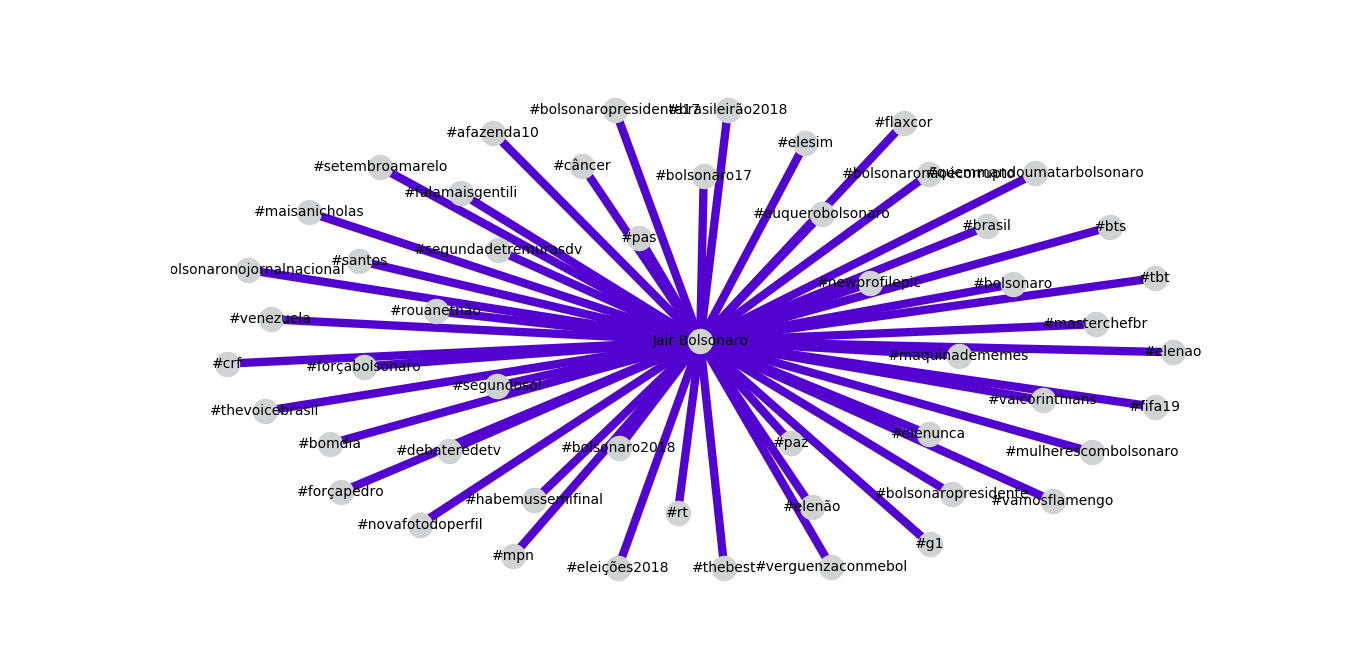 #bolsonaropresidente17
#brasileirão2018
#flaxcor
#afazenda10
#elesim
#setembroamarelo
#câncer
#bolsonaro17
#quemmandoumatarbolsonaro
#falamaisgentili
#maisanicholas
#euquerobolsonaro
#brasil
#bts
#pas
#segundadetremurasdv
#santos
olsonaronojornalnacional
#newprofilepic
#bolsonaro
#tbt
#rouanetnão
#venezuela
#masterchefbr
Jair Bolsonaro
#elenao
#maquinadememes
#crf
#forçabolsonaro
#segundosol
#vaicorinthians
#fifa19
#thevoicebrasil
#elenunca
#bomdia
#paz
#debateredetv
#bolsonaro2018
#mulherescombolsonaro
#forçapedro
#bolsonaropresidente
#habemussemifinal
#vamosflamengo
#elenão
#rt
#novafotodoperfil
#g1
#mpn
#eleições2018
#thebest
#verguenzaconmebol